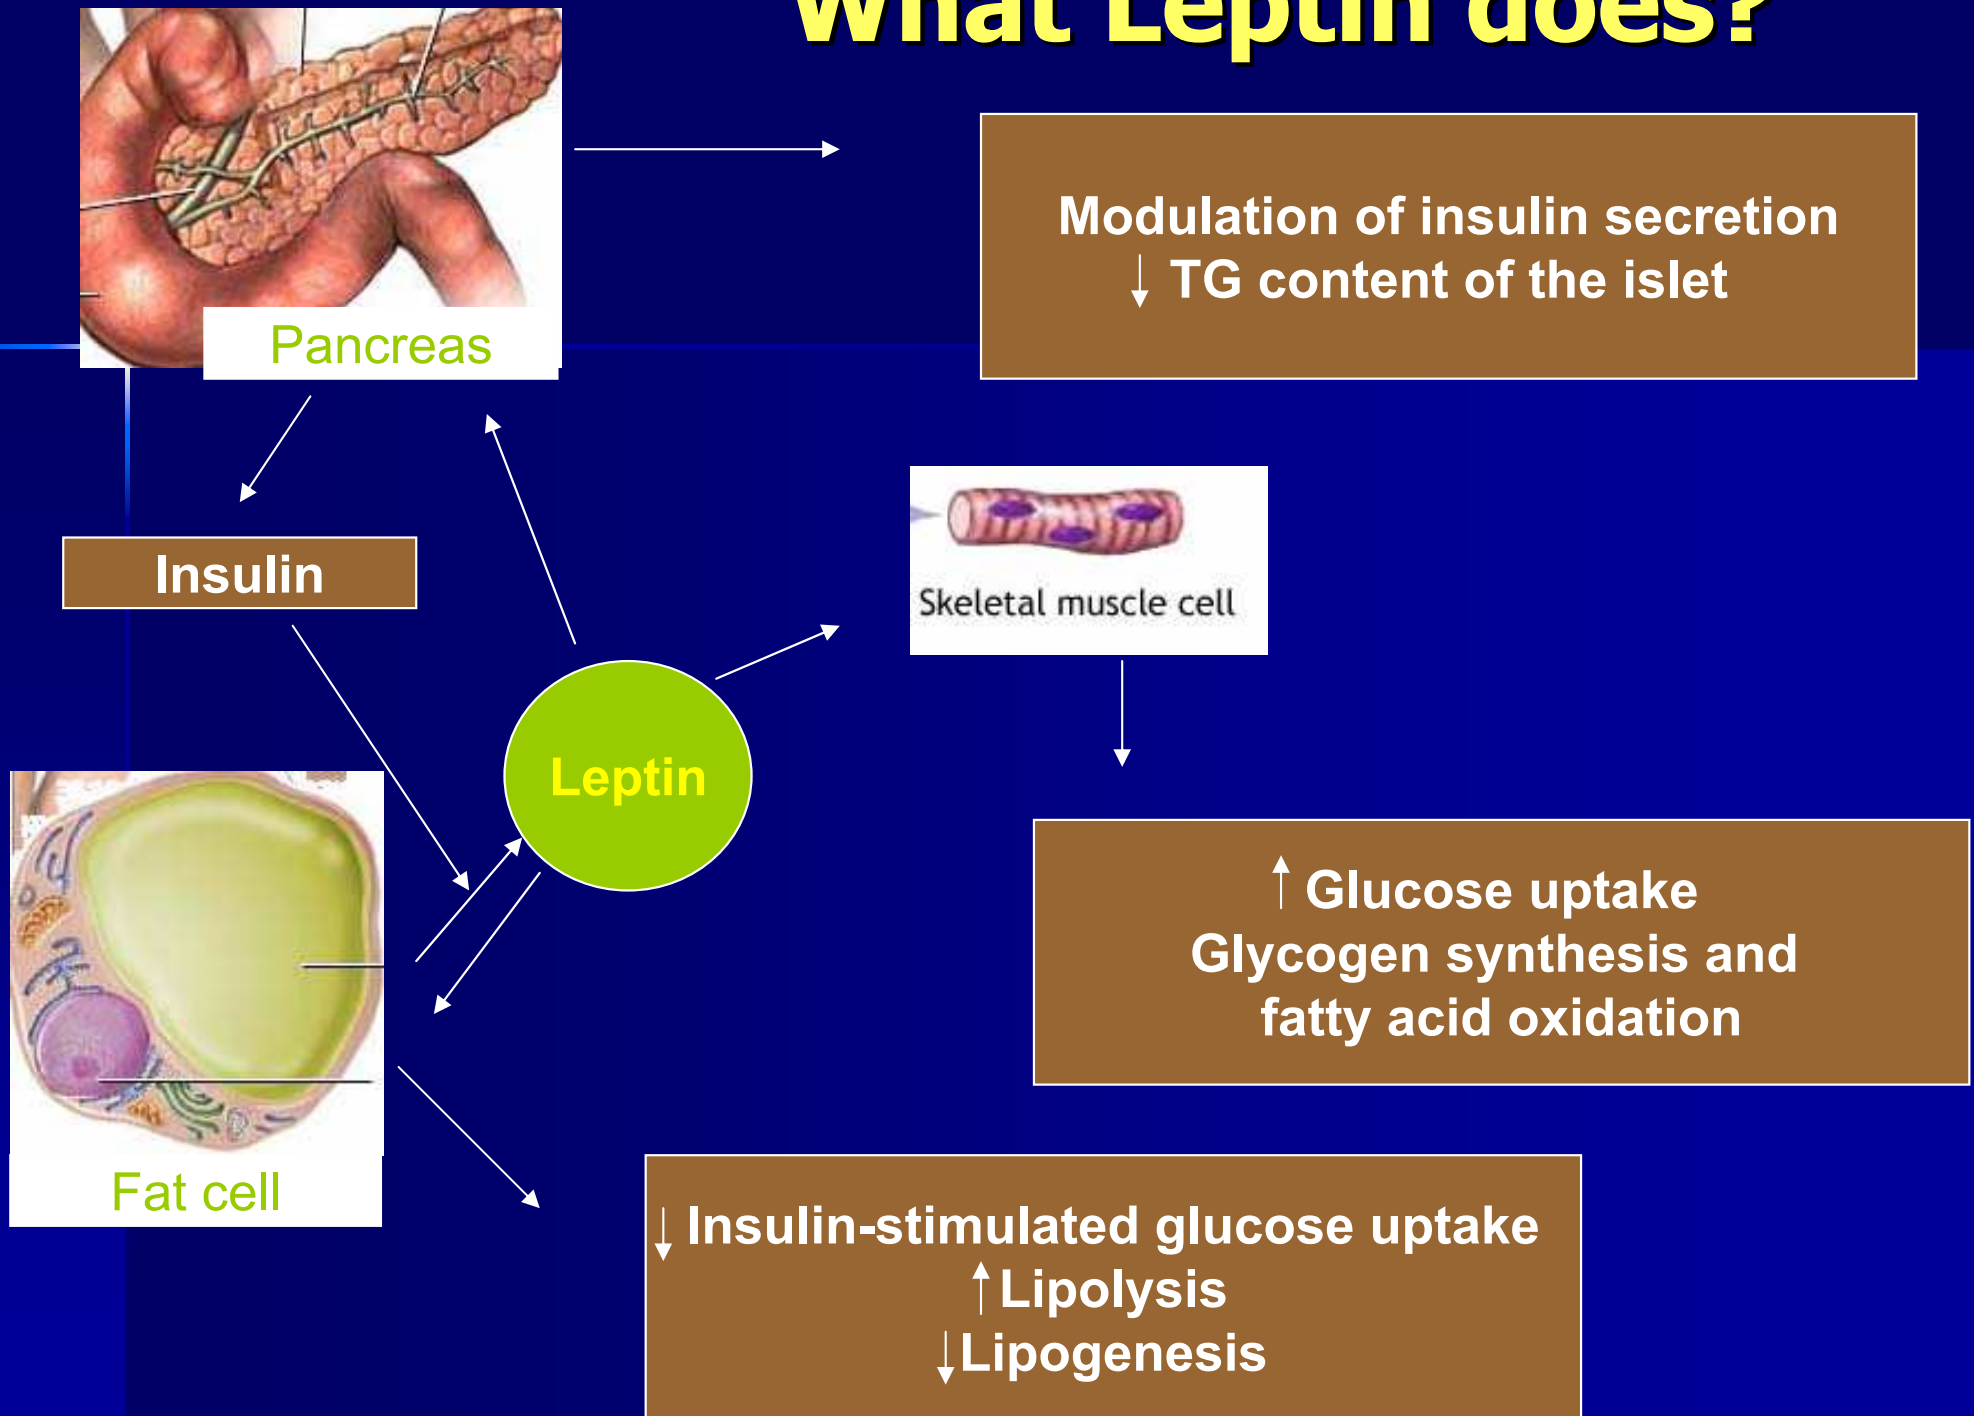 What Leptin does?
Modulation of insulin secretion
↓ TG content of the islet
Pancreas
Insulin
Skeletal muscle cell
Leptin
↑ Glucose uptake
Glycogen synthesis and
fatty acid oxidation
Fat cell
↓ Insulin-stimulated glucose uptake
↑ Lipolysis
↓ Lipogenesis